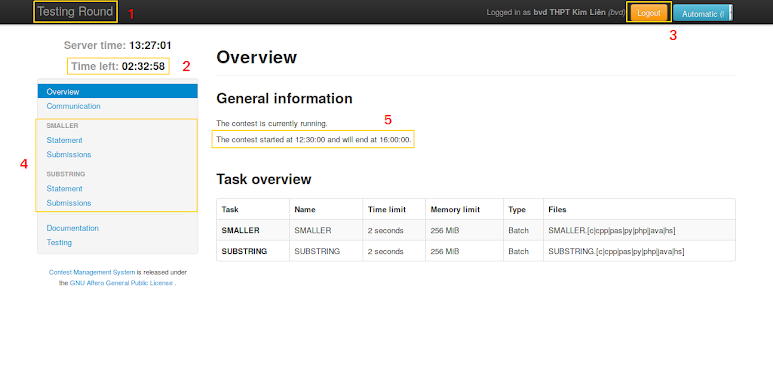 Testing Round
1
Logged in as bvd THPT Kim Liên (bvd)
Logout
Automatic (
3
Server time: 13:27:01
Time left: 02:32:58
2
Overview
Communication
SMALLER
Statement
Submissions
4
SUBSTRING
Statement
Submissions
Documentation
Testing
Contest Management System is released under
the GNU Affero General Public License .
Overview
General information
The contest is currently running.
5
The contest started at 12:30:00 and will end at 16:00:00.
Task overview
Task Name Time limit Memory limit Type Files
SMALLER SMALLER 2 seconds 256 MiB Batch SMALLER.[c|cpp|pas|py|php|java|hs]
SUBSTRING SUBSTRING 2 seconds 256 MiB Batch SUBSTRING.[c|cpp|pas|py|php|java|hs]